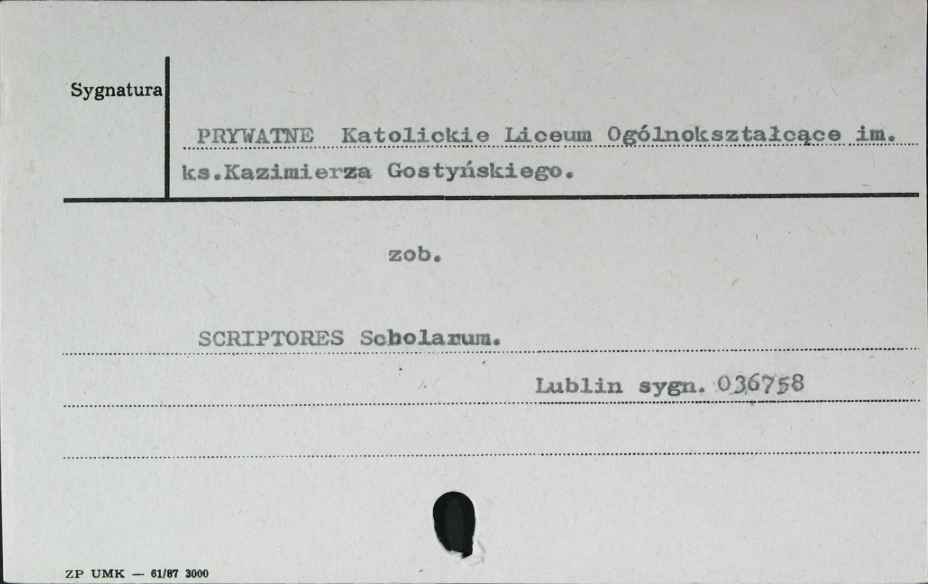 Sygnatura
PRYWATNE Katolickie Liceum Ogólnokształcące im.
ks.Kazimierza Gostyńskiego.
zob.
SCRIPTORES Scholarum.
Lublin sygn. 036758
ZP UMK — 61/87 3000